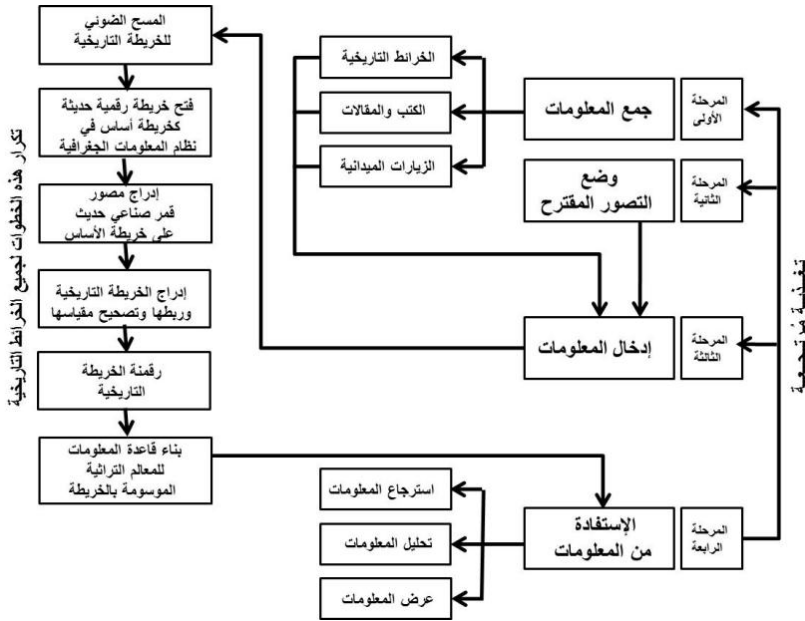 المرحلة
الأولى
جمع المعلومات
الخرائط التاريخية
الكتب والمقالات
الزيارات الميدانية
المرحلة
الثانية
وضع
التصور المقترح
المرحلة
الثالثة
إدخال المعلومات
المسح الضوئي
للخريطة التاريخية
فتح خريطة رقمية حديثة
كخريطة أساس في
نظام المعلومات الجغرافية
إدراج مصور
قمر صناعي حديث
على خريطة الأساس
إدراج الخريطة التاريخية
وربطها وتصحيح مقياسها
رقمنة الخريطة
التاريخية
بناء قاعدة المعلومات
للمعالم التراثية
الموسومة بالخريطة
تكرار هذه الخطوات لجميع الخرائط التاريخية
المرحلة
الرابعة
الإستفادة
من المعلومات
استرجاع المعلومات
تحليل المعلومات
عرض المعلومات
تـغـذيـة مـُرتـجـعـة